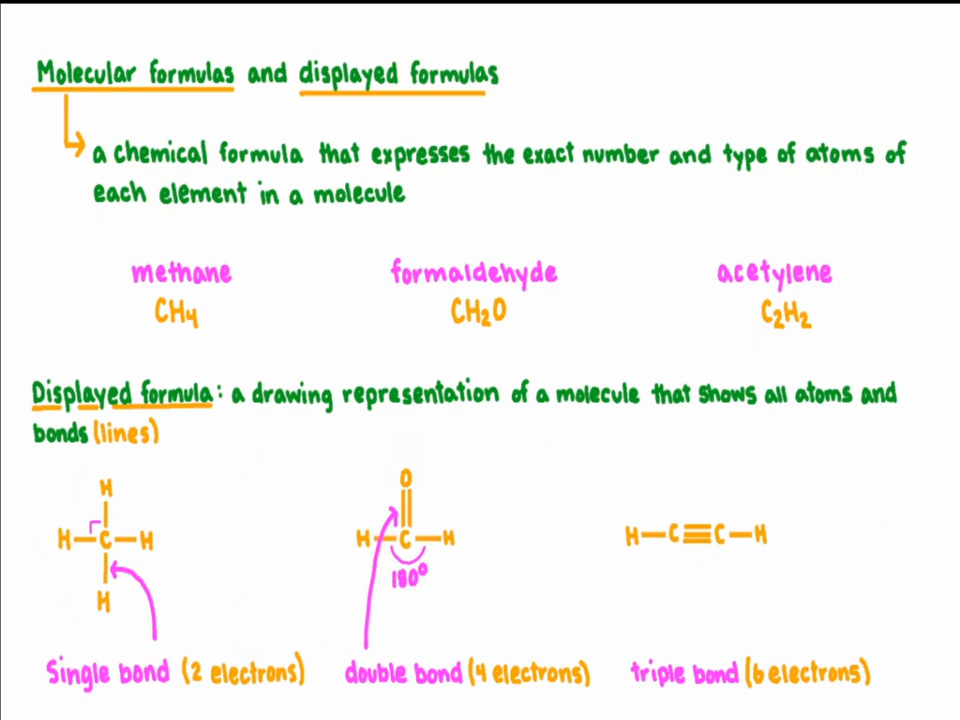 Molecular formulas and displayed formulas
a chemical formula that expresses the exact number and type of atoms of
each element in a molecule
methane formaldehyde acetylene
CH₄ CH₂O C₂H₂
Displayed formula: a drawing representation of a molecule that shows all atoms and
bonds (lines)
H O
H—C—H H—C—H H—C≡C—H
180°
H
Single bond (2 electrons) double bond (4 electrons) triple bond (6 electrons)